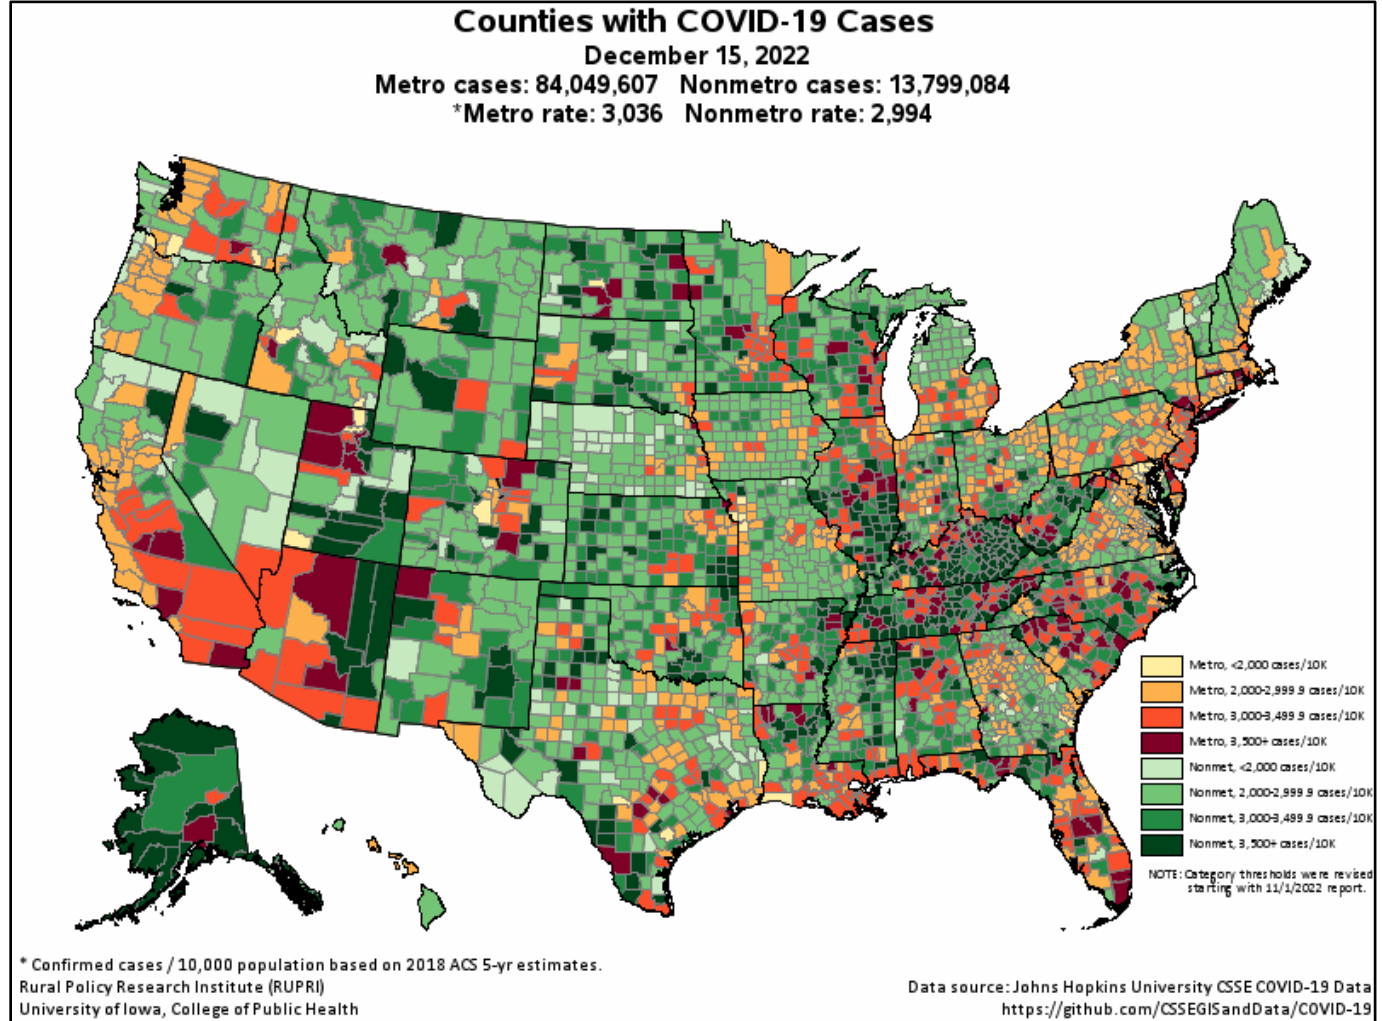 Counties with COVID-19 Cases
December 15, 2022
Metro cases: 84,049,607 Nonmetro cases: 13,799,084
*Metro rate: 3,036 Nonmetro rate: 2,994
Metro, <2,000 cases/10K
Metro, 2,000-2,999.9 cases/10K
Metro, 3,000-3,499.9 cases/10K
Metro, 3,500+ cases/10K
Nonmet, <2,000 cases/10K
Nonmet, 2,000-2,999.9 cases/10K
Nonmet, 3,000-3,499.9 cases/10K
Nonmet, 3,500+ cases/10K
NOTE: Category thresholds were revised
starting with 11/1/2022 report.
* Confirmed cases / 10,000 population based on 2018 ACS 5-yr estimates.
Rural Policy Research Institute (RUPRI)
University of Iowa, College of Public Health
Data source: Johns Hopkins University CSSE COVID-19 Data
https://github.com/CSSEGISandData/COVID-19